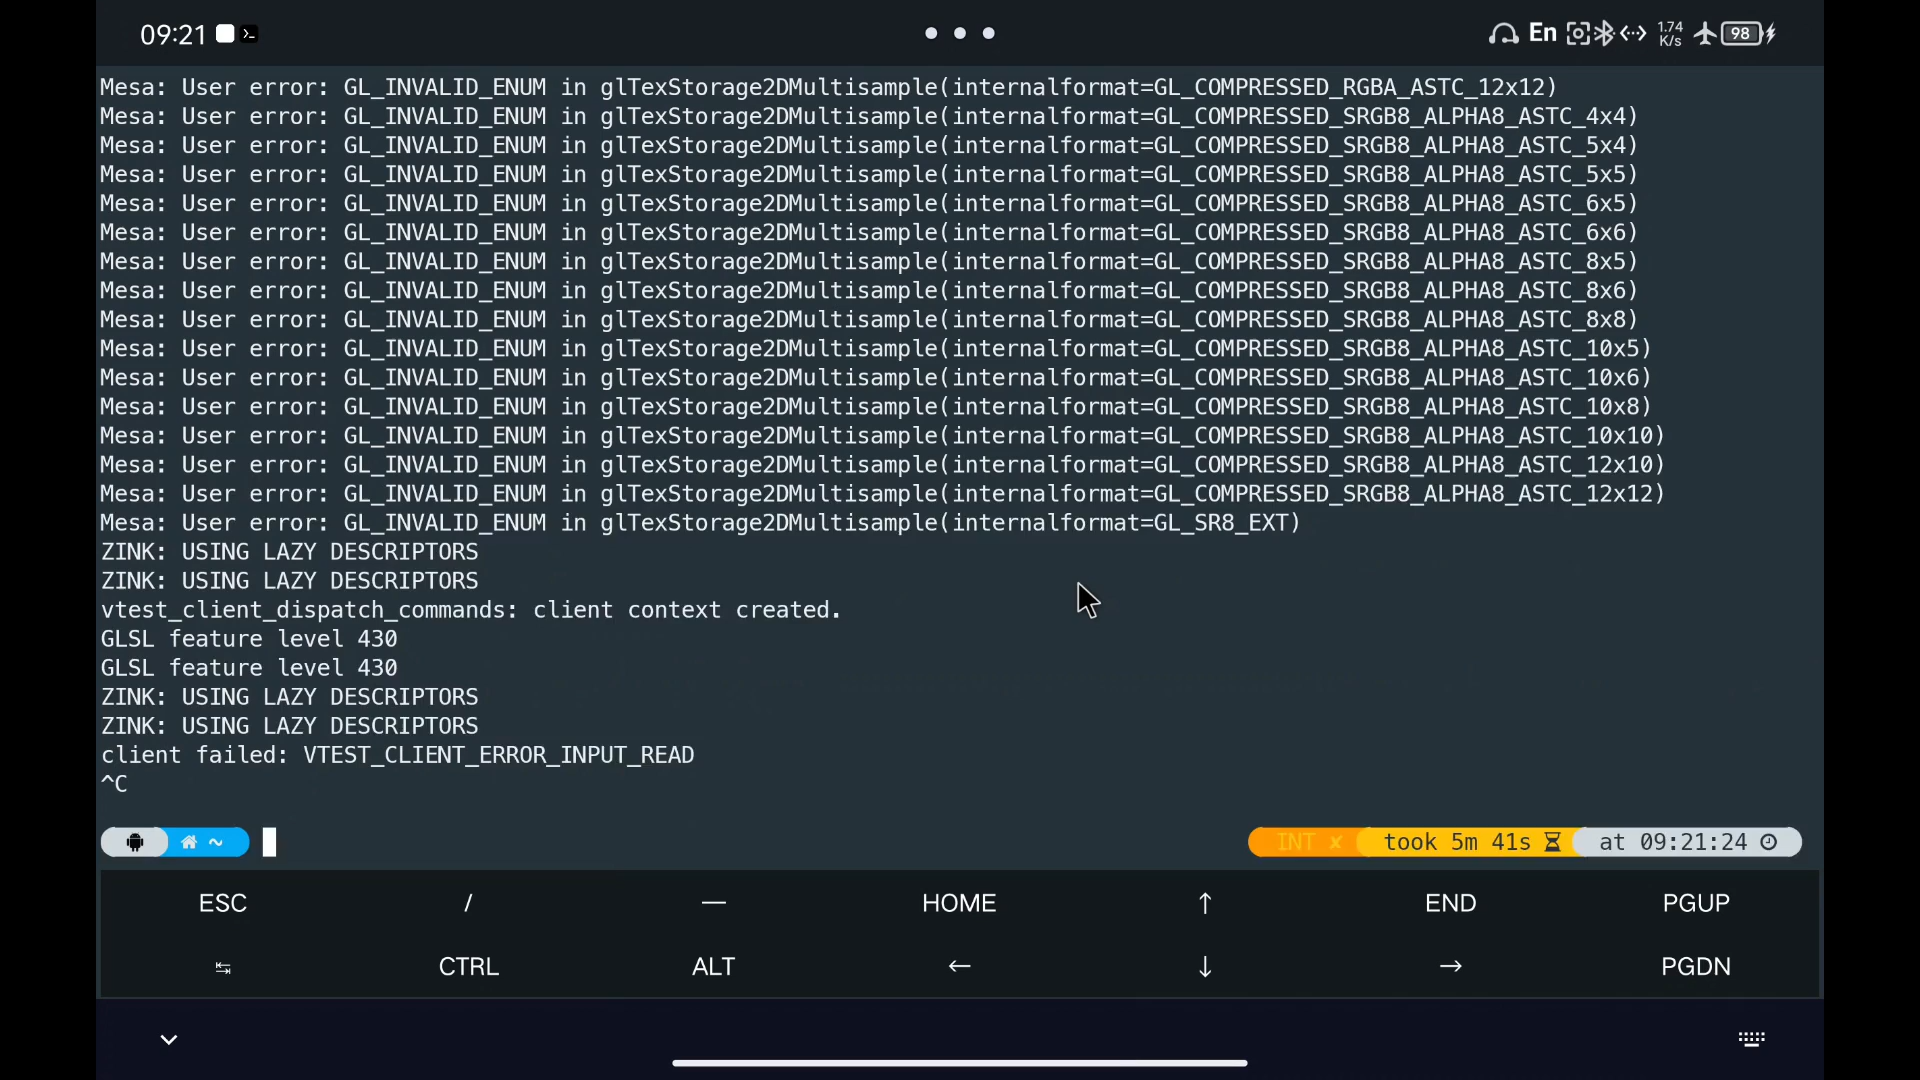 09:21 En 1.74 K/s 98
Mesa: User error: GL_INVALID_ENUM in glTexStorage2DMultisample(internalformat=GL_COMPRESSED_RGBA_ASTC_12x12)
Mesa: User error: GL_INVALID_ENUM in glTexStorage2DMultisample(internalformat=GL_COMPRESSED_SRGB8_ALPHA8_ASTC_4x4)
Mesa: User error: GL_INVALID_ENUM in glTexStorage2DMultisample(internalformat=GL_COMPRESSED_SRGB8_ALPHA8_ASTC_5x4)
Mesa: User error: GL_INVALID_ENUM in glTexStorage2DMultisample(internalformat=GL_COMPRESSED_SRGB8_ALPHA8_ASTC_5x5)
Mesa: User error: GL_INVALID_ENUM in glTexStorage2DMultisample(internalformat=GL_COMPRESSED_SRGB8_ALPHA8_ASTC_6x5)
Mesa: User error: GL_INVALID_ENUM in glTexStorage2DMultisample(internalformat=GL_COMPRESSED_SRGB8_ALPHA8_ASTC_6x6)
Mesa: User error: GL_INVALID_ENUM in glTexStorage2DMultisample(internalformat=GL_COMPRESSED_SRGB8_ALPHA8_ASTC_8x5)
Mesa: User error: GL_INVALID_ENUM in glTexStorage2DMultisample(internalformat=GL_COMPRESSED_SRGB8_ALPHA8_ASTC_8x6)
Mesa: User error: GL_INVALID_ENUM in glTexStorage2DMultisample(internalformat=GL_COMPRESSED_SRGB8_ALPHA8_ASTC_8x8)
Mesa: User error: GL_INVALID_ENUM in glTexStorage2DMultisample(internalformat=GL_COMPRESSED_SRGB8_ALPHA8_ASTC_10x5)
Mesa: User error: GL_INVALID_ENUM in glTexStorage2DMultisample(internalformat=GL_COMPRESSED_SRGB8_ALPHA8_ASTC_10x6)
Mesa: User error: GL_INVALID_ENUM in glTexStorage2DMultisample(internalformat=GL_COMPRESSED_SRGB8_ALPHA8_ASTC_10x8)
Mesa: User error: GL_INVALID_ENUM in glTexStorage2DMultisample(internalformat=GL_COMPRESSED_SRGB8_ALPHA8_ASTC_10x10)
Mesa: User error: GL_INVALID_ENUM in glTexStorage2DMultisample(internalformat=GL_COMPRESSED_SRGB8_ALPHA8_ASTC_12x10)
Mesa: User error: GL_INVALID_ENUM in glTexStorage2DMultisample(internalformat=GL_COMPRESSED_SRGB8_ALPHA8_ASTC_12x12)
Mesa: User error: GL_INVALID_ENUM in glTexStorage2DMultisample(internalformat=GL_SR8_EXT)
ZINK: USING LAZY DESCRIPTORS
ZINK: USING LAZY DESCRIPTORS
vtest_client_dispatch_commands: client context created.
GLSL feature level 430
GLSL feature level 430
ZINK: USING LAZY DESCRIPTORS
ZINK: USING LAZY DESCRIPTORS
client failed: VTEST_CLIENT_ERROR_INPUT_READ
^C
~ INT ✘ took 5m 41s at 09:21:24
ESC / — HOME ↑ END PGUP
↹ CTRL ALT ← ↓ → PGDN